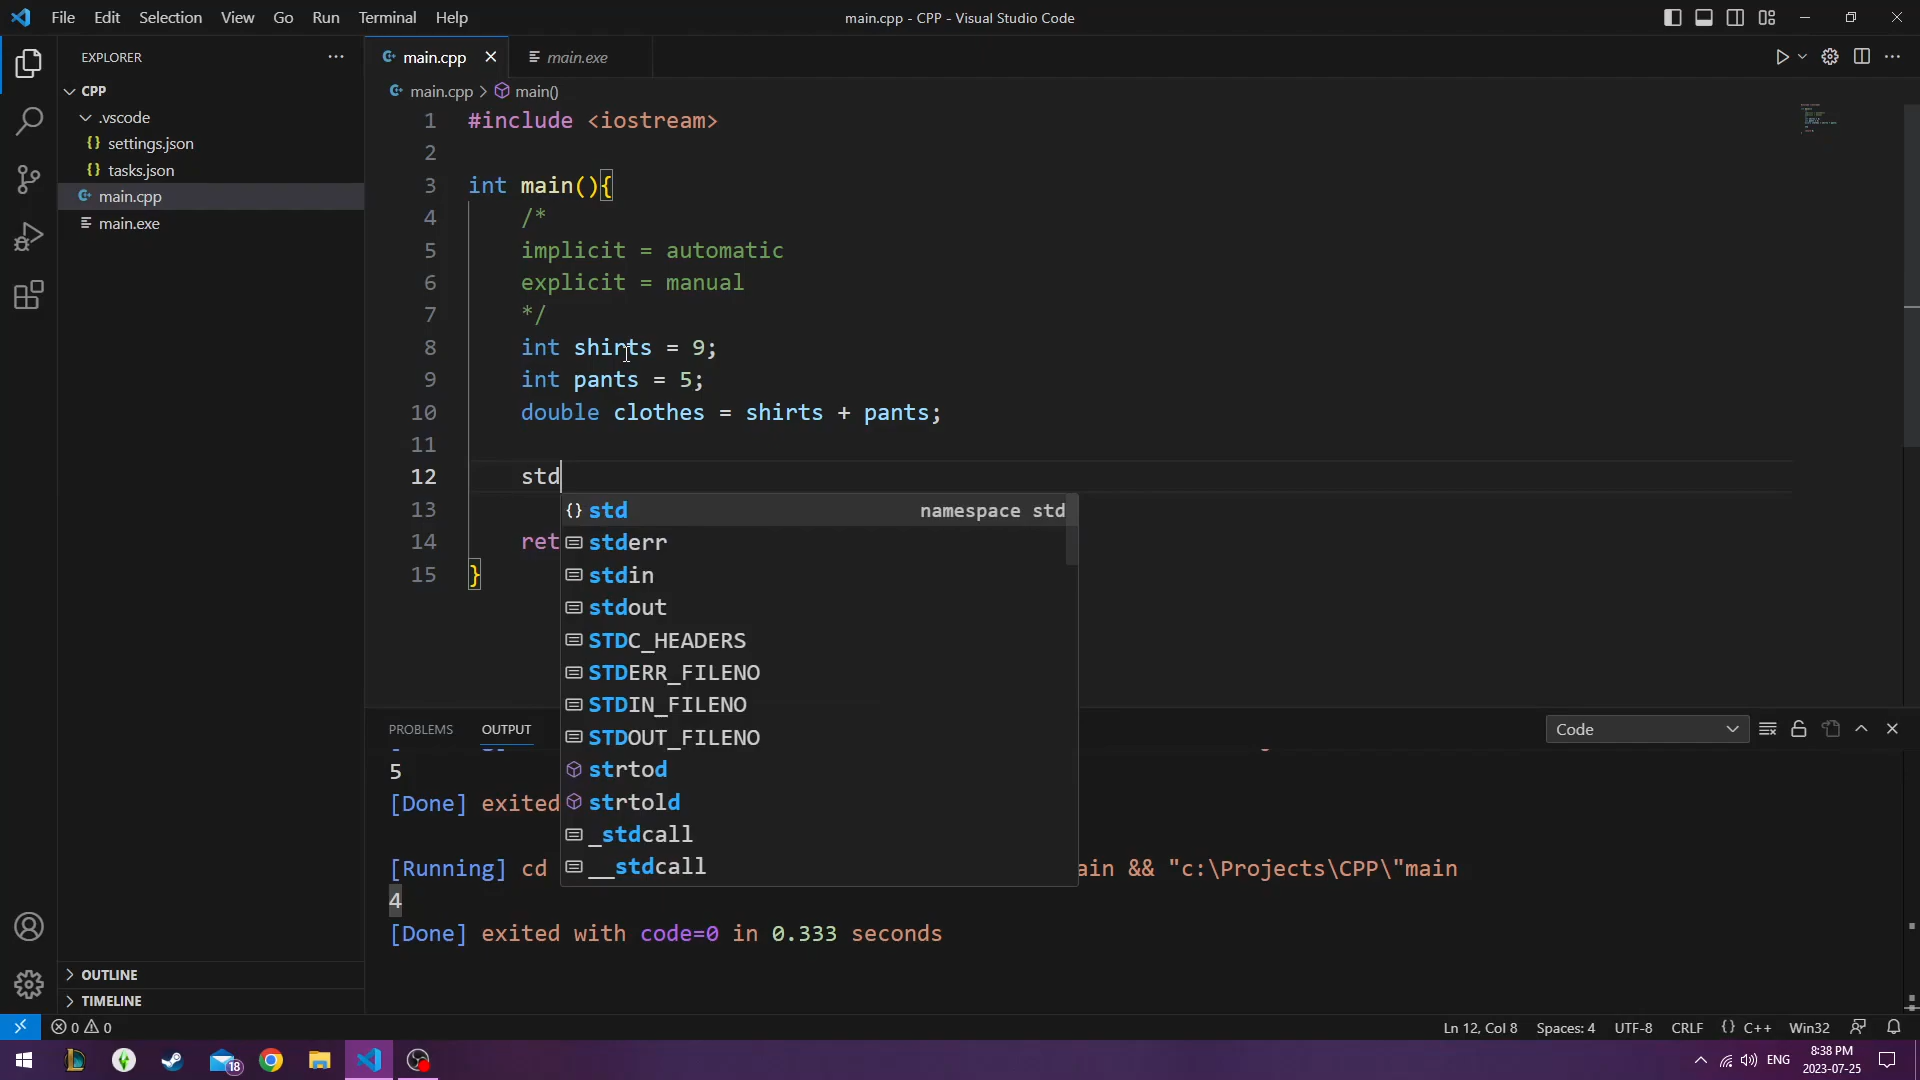 File Edit Selection View Go Run Terminal Help
main.cpp - CPP - Visual Studio Code
EXPLORER
CPP
.vscode
settings.json
tasks.json
main.cpp
main.exe
OUTLINE
TIMELINE
main.cpp
main.exe
main.cpp > main()
1 #include <iostream>
2
3 int main(){
4 /*
5 implicit = automatic
6 explicit = manual
7 */
8 int shirts = 9;
9 int pants = 5;
10 double clothes = shirts + pants;
11
12 std
13
14 ret
15 }
{} std namespace std
stderr
stdin
stdout
STDC_HEADERS
STDERR_FILENO
STDIN_FILENO
STDOUT_FILENO
strtod
strtold
_stdcall
__stdcall
PROBLEMS OUTPUT
Code
5
[Done] exited
[Running] cd ain && "c:\Projects\CPP\"main
4
[Done] exited with code=0 in 0.333 seconds
0 0
Ln 12, Col 8 Spaces: 4 UTF-8 CRLF {} C++ Win32
18
ENG
8:38 PM
2023-07-25